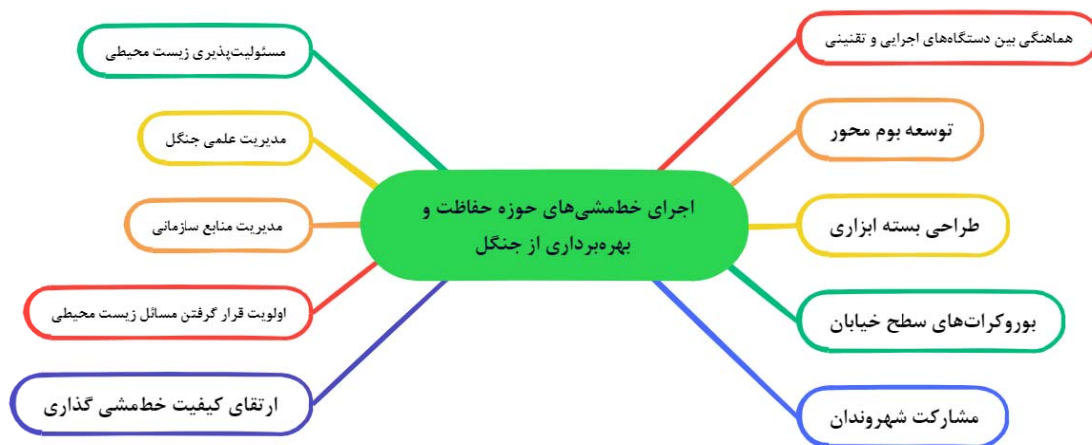 هماهنگی بین دستگاه‌های اجرایی و تقنینی
توسعه بوم محور
طراحی بسته ابزاری
بوروکرات‌های سطح خیابان
مشارکت شهروندان
اجرای خط‌مشی‌های حوزه حفاظت و
بهره‌برداری از جنگل
مسئولیت‌پذیری زیست محیطی
مدیریت علمی جنگل
مدیریت منابع سازمانی
اولویت قرار گرفتن مسائل زیست محیطی
ارتقای کیفیت خط‌مشی گذاری